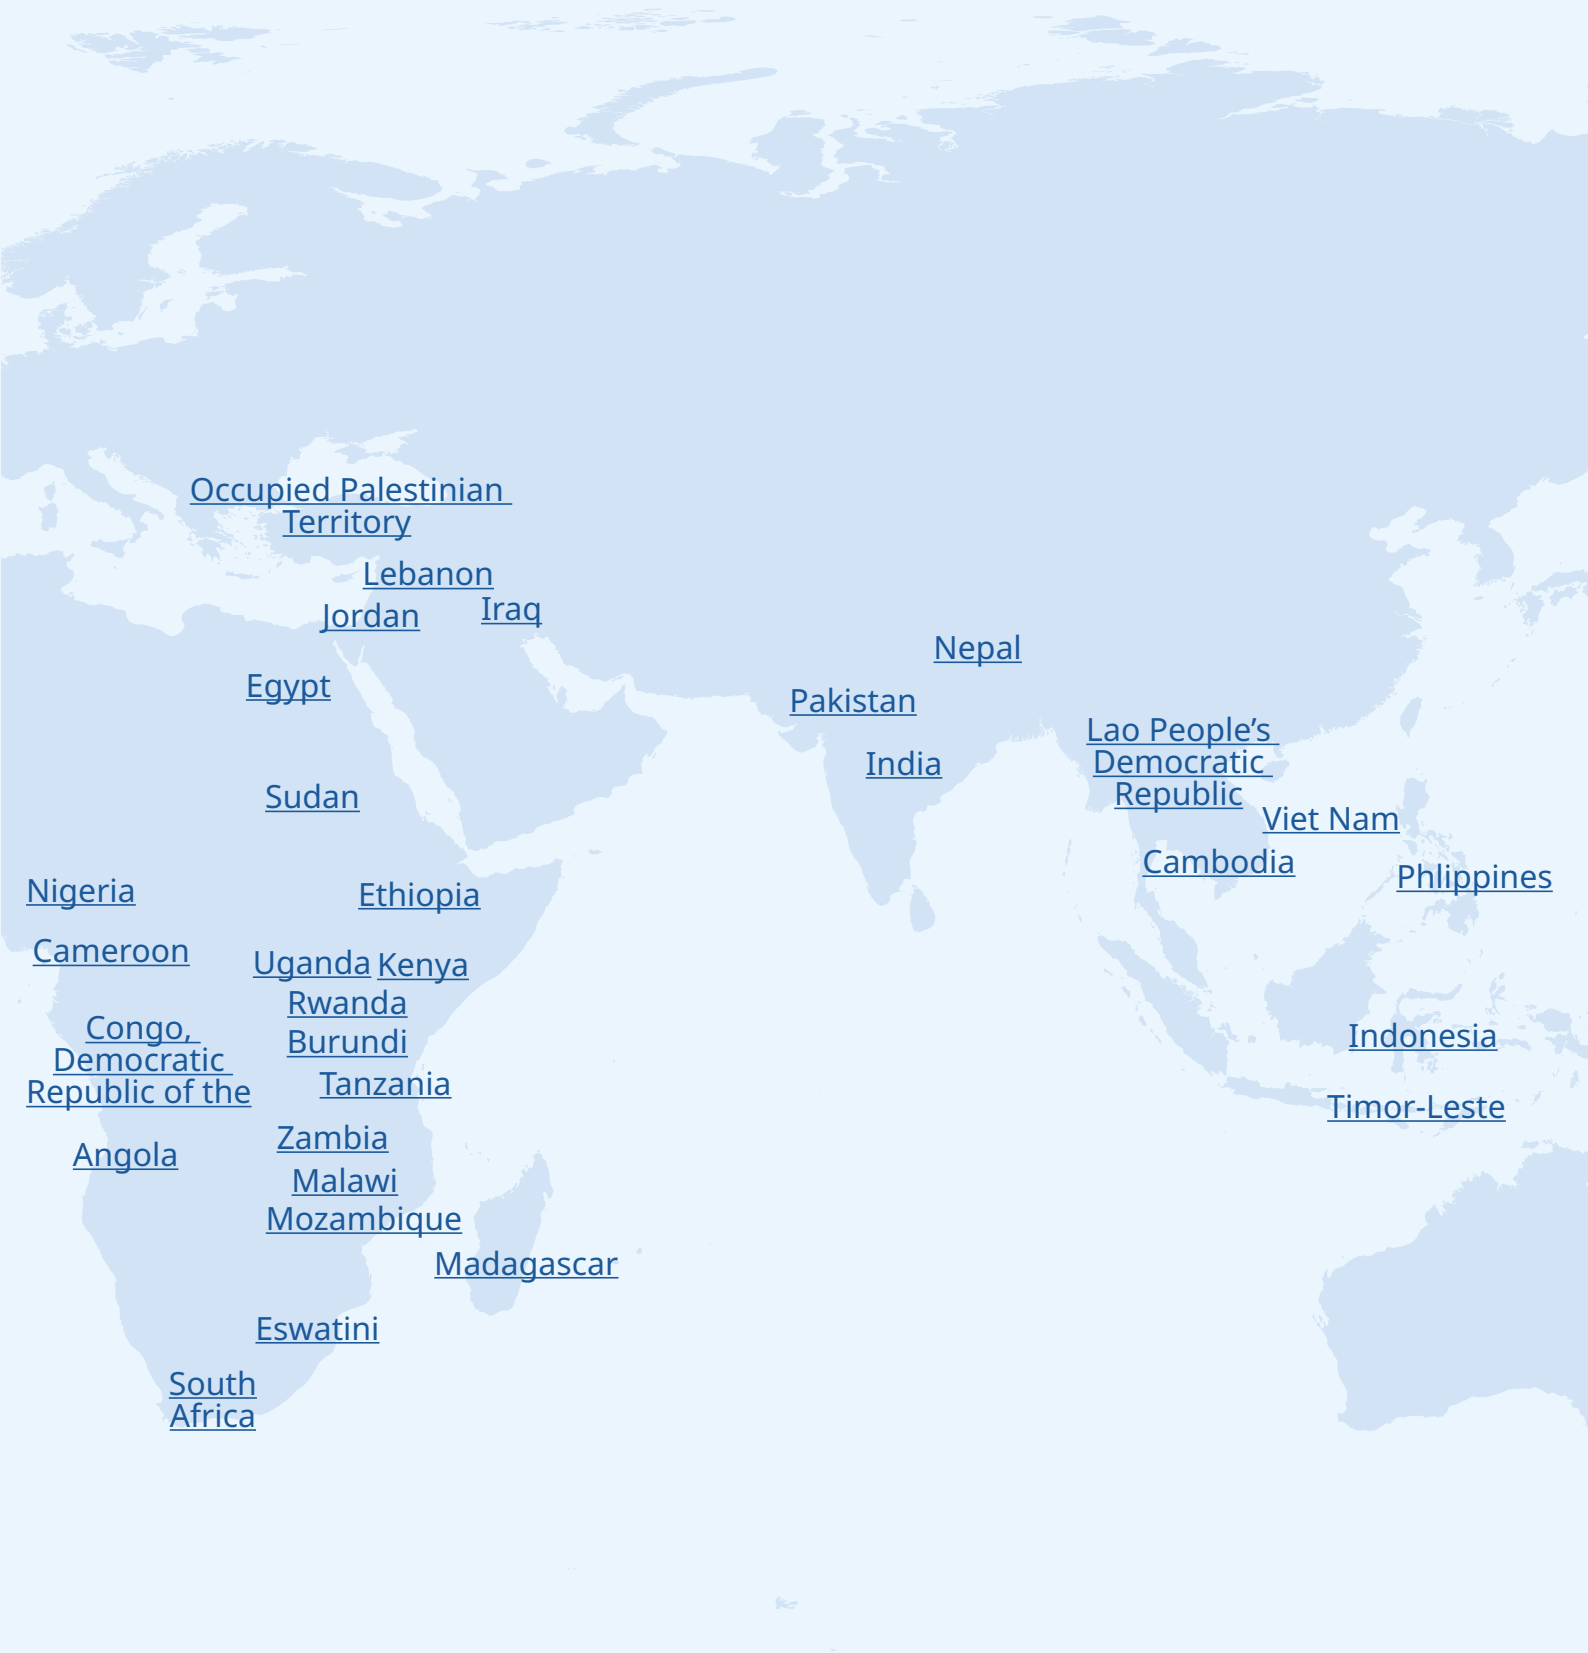 Occupied Palestinian
Territory
Lebanon
Jordan
Iraq
Nepal
Egypt
Pakistan
Lao People’s
Democratic
Republic
India
Sudan
Viet Nam
Cambodia
Phlippines
Nigeria
Ethiopia
Cameroon
Uganda
Kenya
Rwanda
Congo,
Democratic
Republic of the
Burundi
Indonesia
Tanzania
Timor-Leste
Zambia
Angola
Malawi
Mozambique
Madagascar
Eswatini
South
Africa